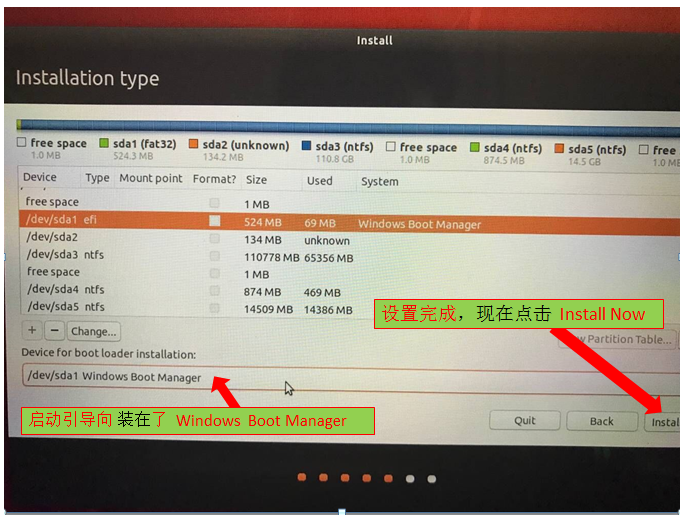 Install
Installation type
free space sda1 (fat32) sda2 (unknown) sda3 (ntfs) free space sda4 (ntfs) sda5 (ntfs) free
1.0 MB 524.3 MB 134.2 MB 110.8 GB 1.0 MB 874.5 MB 14.5 GB 1.0 MB
Device Type Mount point Format? Size Used System
free space 1 MB
/dev/sda1 efi 524 MB 69 MB Windows Boot Manager
/dev/sda2 134 MB unknown
/dev/sda3 ntfs 110778 MB 65356 MB
free space 1 MB
/dev/sda4 ntfs 874 MB 469 MB
/dev/sda5 ntfs 14509 MB 14386 MB
设置完成，现在点击 Install Now
+ − Change... Partition Table...
Device for boot loader installation:
/dev/sda1 Windows Boot Manager
启动引导向 装在了 Windows Boot Manager
Quit Back Instal